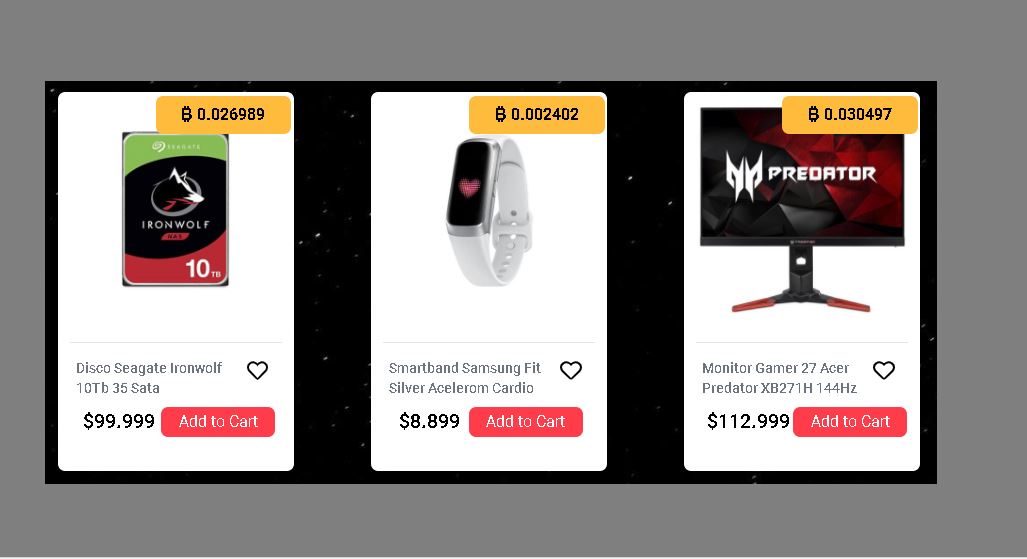 ₿ 0.026989
SEAGATE
IRONWOLF
NAS
10TB
Disco Seagate Ironwolf
10Tb 35 Sata
$99.999 Add to Cart
₿ 0.002402
Smartband Samsung Fit
Silver Acelerom Cardio
$8.899 Add to Cart
₿ 0.030497
PREDATOR
Monitor Gamer 27 Acer
Predator XB271H 144Hz
$112.999 Add to Cart